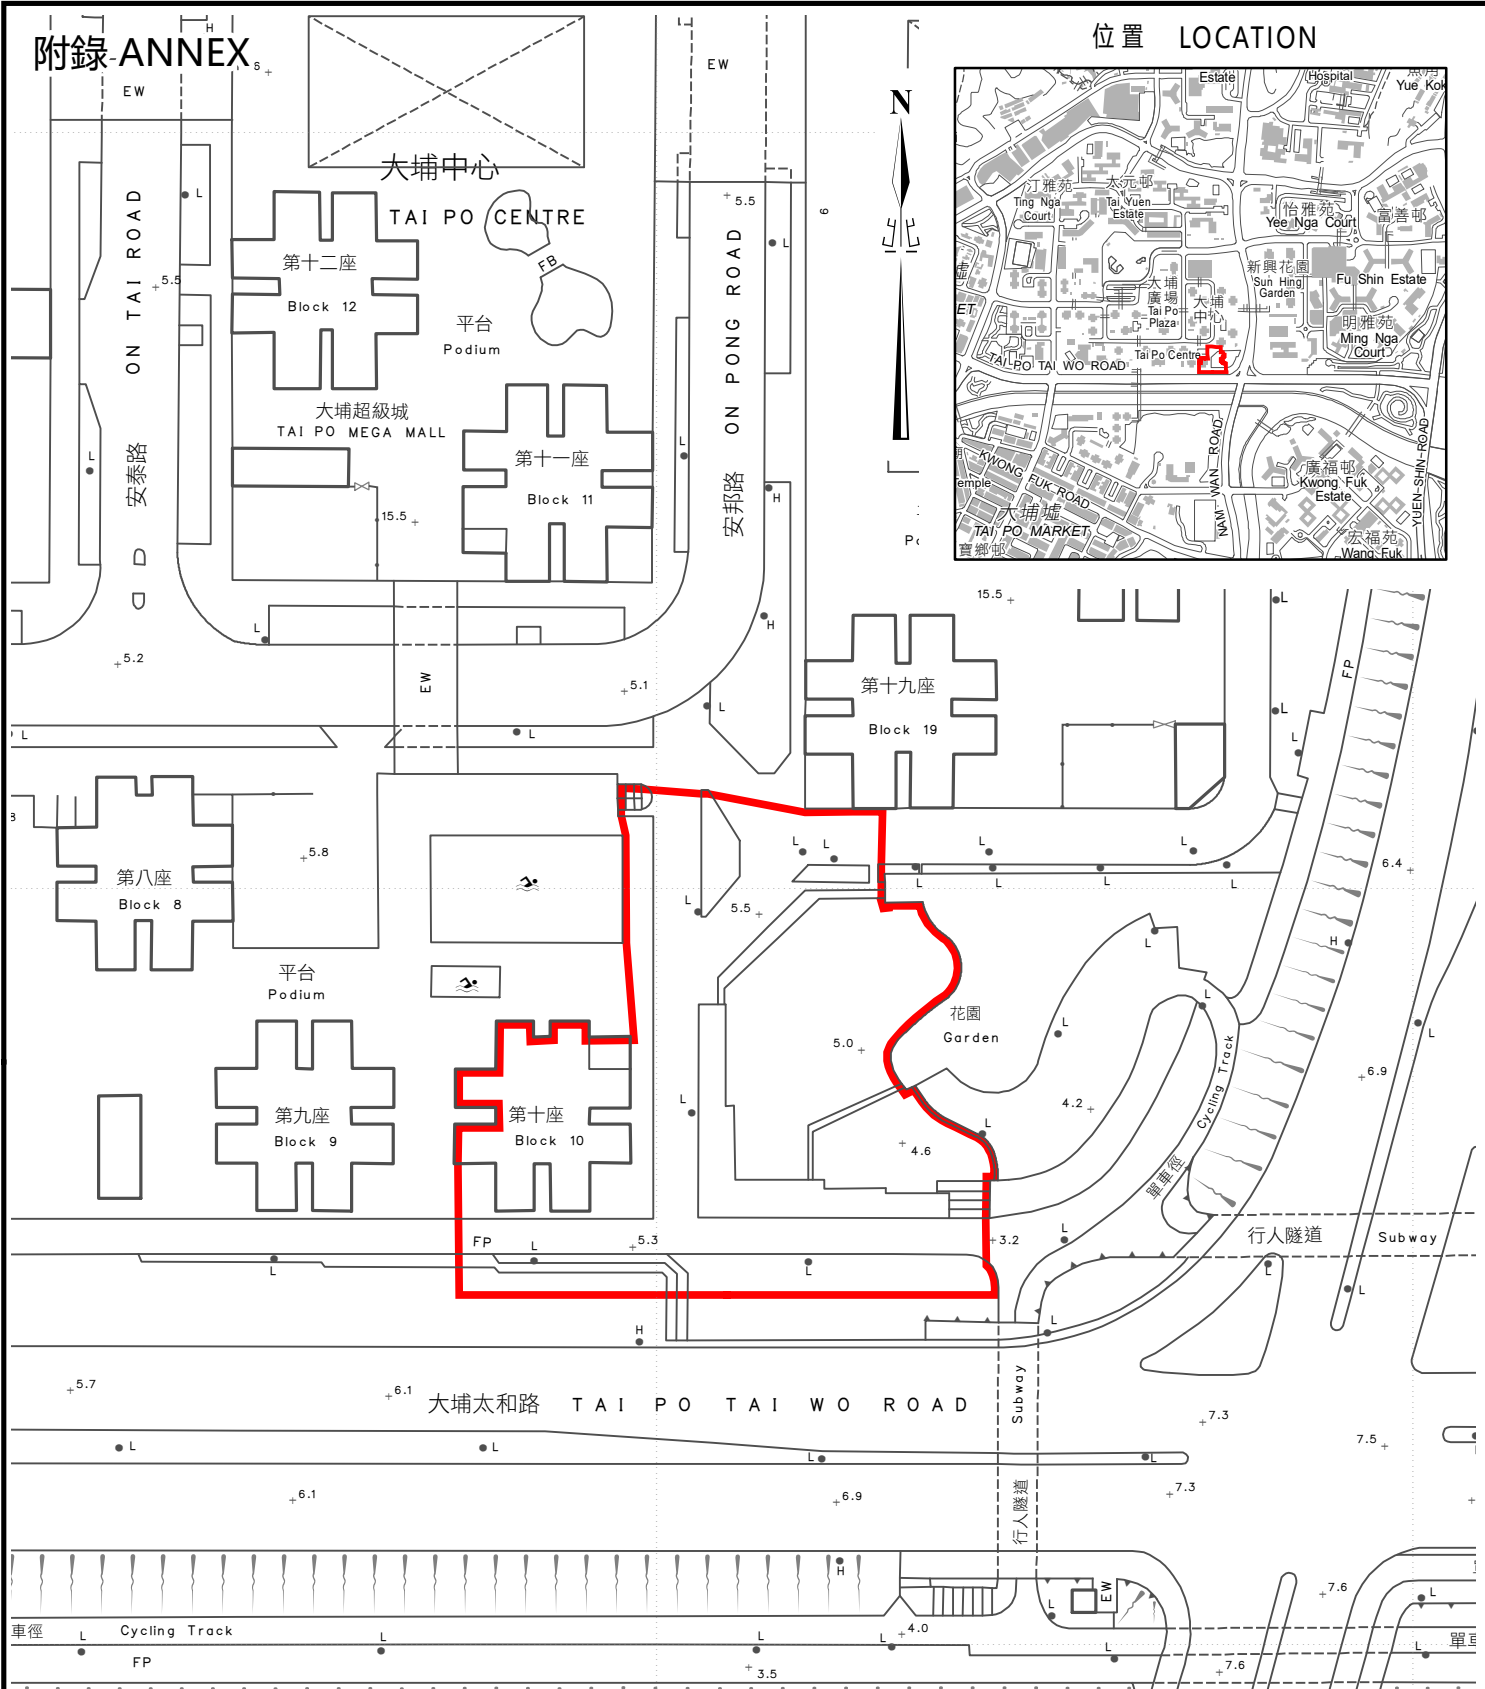 附錄-ANNEX
位置 LOCATION
N
Estate
Hospital
Yue Kok
汀雅苑
Ting Nga
Court
太元邨
Tai Yuen
Estate
怡雅苑
Yee Nga Court
富善邨
Fu Shin Estate
新興花園
Sun Hing
Garden
大埔
廣場
Tai Po
Plaza
大埔
中心
Tai Po Centre
明雅苑
Ming Nga
Court
墟
ET
TAI PO TAI WO ROAD
KWONG FUK ROAD
NAM WAN ROAD
YUEN SHIN ROAD
emple
大埔墟
TAI PO MARKET
寶鄉邨
廣福邨
Kwong Fuk
Estate
宏福苑
Wang Fuk
H
S
EW
EW
大埔中心
TAI PO CENTRE
FB
ON TAI ROAD
安泰路
ON PONG ROAD
安邦路
L
5.5
5.5
L
6
第十二座
Block 12
平台
Podium
大埔超級城
TAI PO MEGA MALL
第十一座
Block 11
15.5
L
L
H
H
15.5
L
L
5.2
EW
5.1
L
L
L
第十九座
Block 19
FP
L
L
8
第八座
Block 8
5.8
L
L
L
L
L
L
L
L
L
5.5
6.4
H
平台
Podium
花園
Garden
5.0
L
L
L
L
6.9
第九座
Block 9
第十座
Block 10
L
4.6
4.2
L
Cycling Track
單車徑
FP
L
5.3
L
L
3.2
L
行人隧道 Subway
L
L
H
L
5.7
6.1
大埔太和路 TAI PO TAI WO ROAD
Subway
行人隧道
7.3
7.5
L
L
L
L
6.1
6.9
7.3
H
EW
7.6
L
車徑 Cycling Track
L
L
L
L
4.0
L
L
L
FP
3.5
7.6